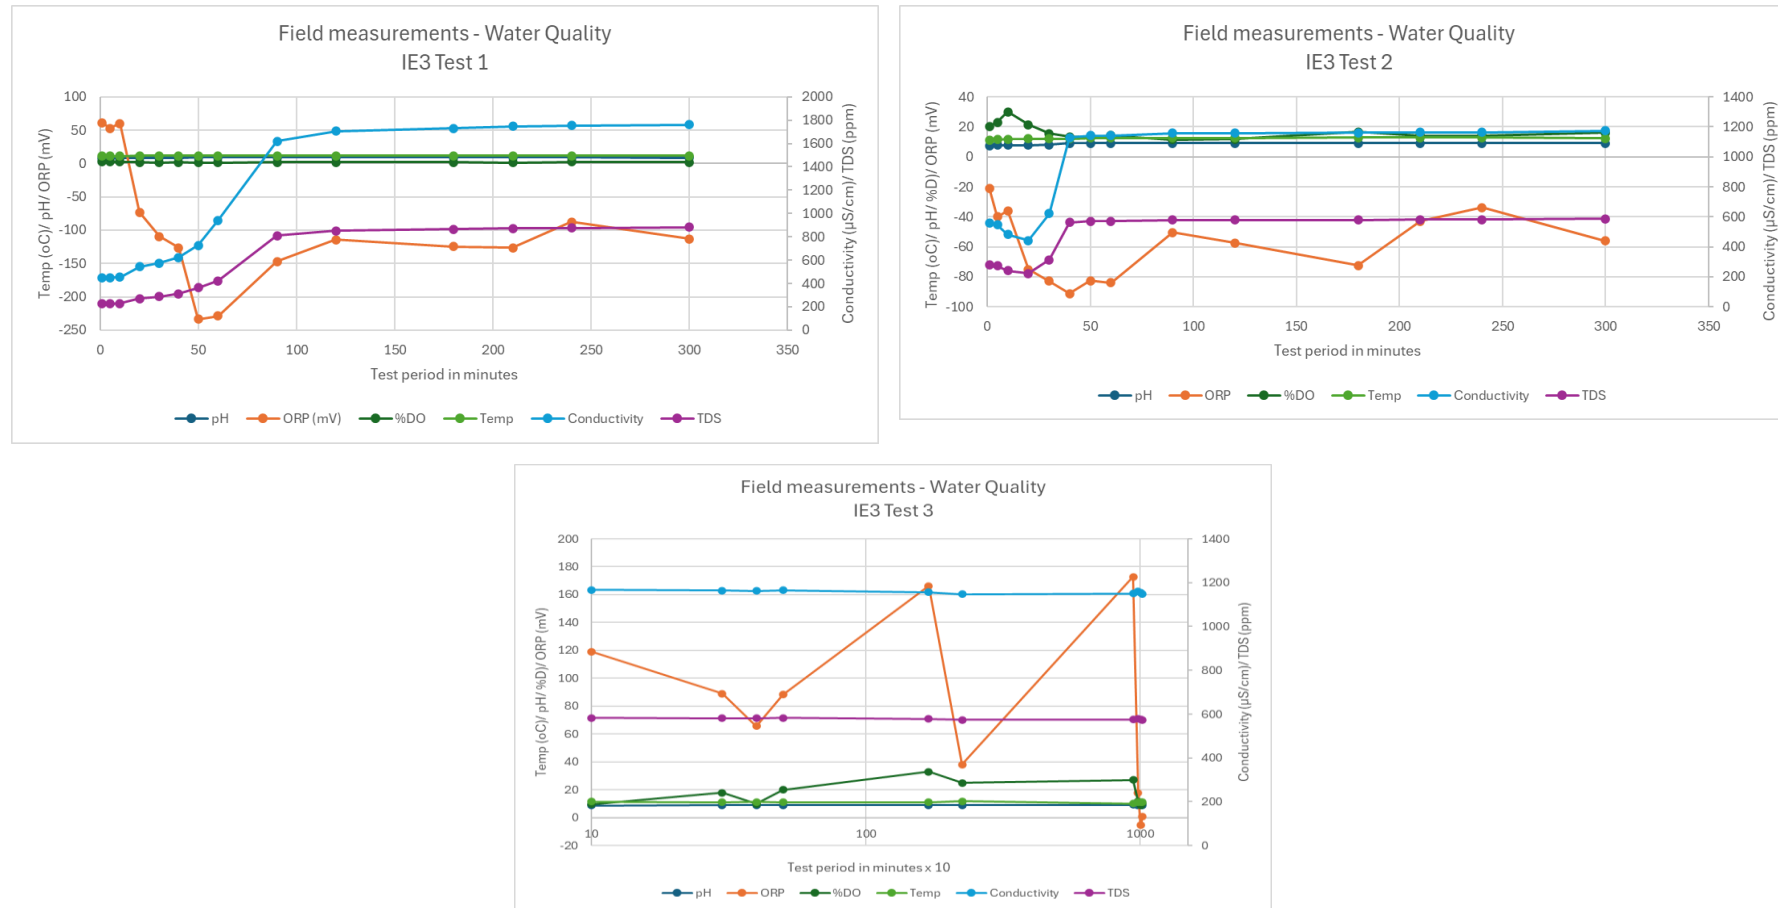 Field measurements - Water Quality
IE3 Test 1
Temp (oC)/ pH/ ORP (mV)
100
50
0
-50
-100
-150
-200
-250
2000
1800
1600
1400
1200
1000
800
600
400
200
0
Conductivity (µS/cm)/ TDS (ppm)
0 50 100 150 200 250 300 350
Test period in minutes
pH ORP (mV) %DO Temp Conductivity TDS
Field measurements - Water Quality
IE3 Test 2
Temp (oC)/ pH/ %D)/ ORP (mV)
40
20
0
-20
-40
-60
-80
-100
1400
1200
1000
800
600
400
200
0
Conductivity (µS/cm)/ TDS (ppm)
0 50 100 150 200 250 300 350
Test period in minutes
pH ORP %DO Temp Conductivity TDS
Field measurements - Water Quality
IE3 Test 3
Temp (oC)/ pH/ %D)/ ORP (mV)
200
180
160
140
120
100
80
60
40
20
0
-20
1400
1200
1000
800
600
400
200
0
Conductivity (µS/cm)/ TDS (ppm)
10 100 1000
Test period in minutes x 10
pH ORP %DO Temp Conductivity TDS